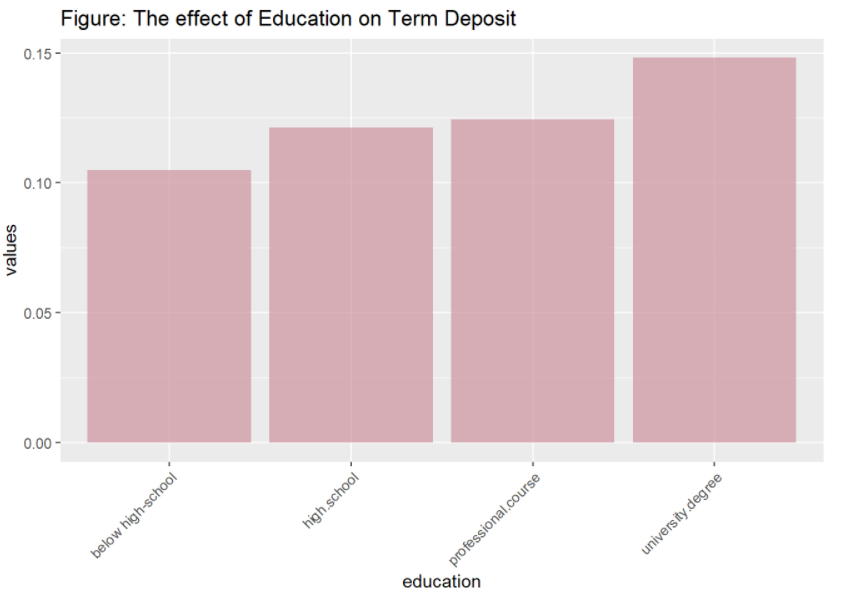 Figure: The effect of Education on Term Deposit
0.15
0.10
0.05
0.00
values
below high-school
high.school
professional.course
university.degree
education